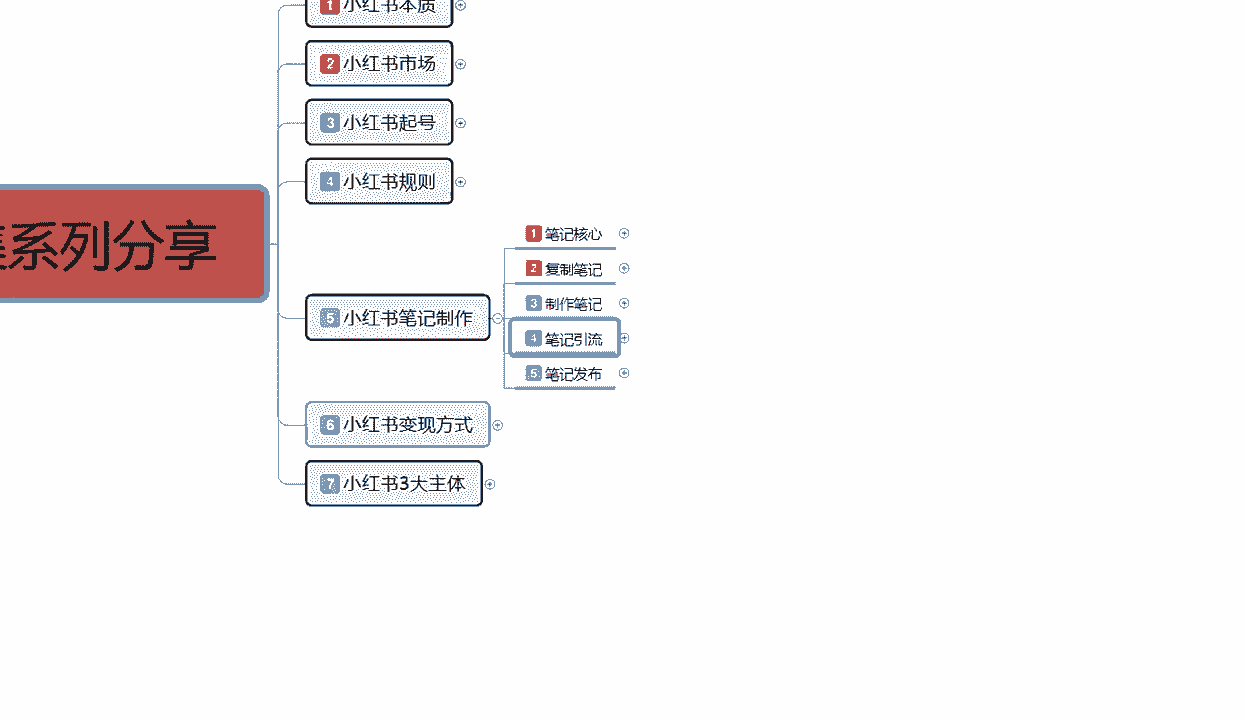 1 小红书本质
2 小红书市场
3 小红书起号
4 小红书规则
系列分享
5 小红书笔记制作
1 笔记核心
2 复制笔记
3 制作笔记
4 笔记引流
5 笔记发布
6 小红书变现方式
7 小红书3大主体